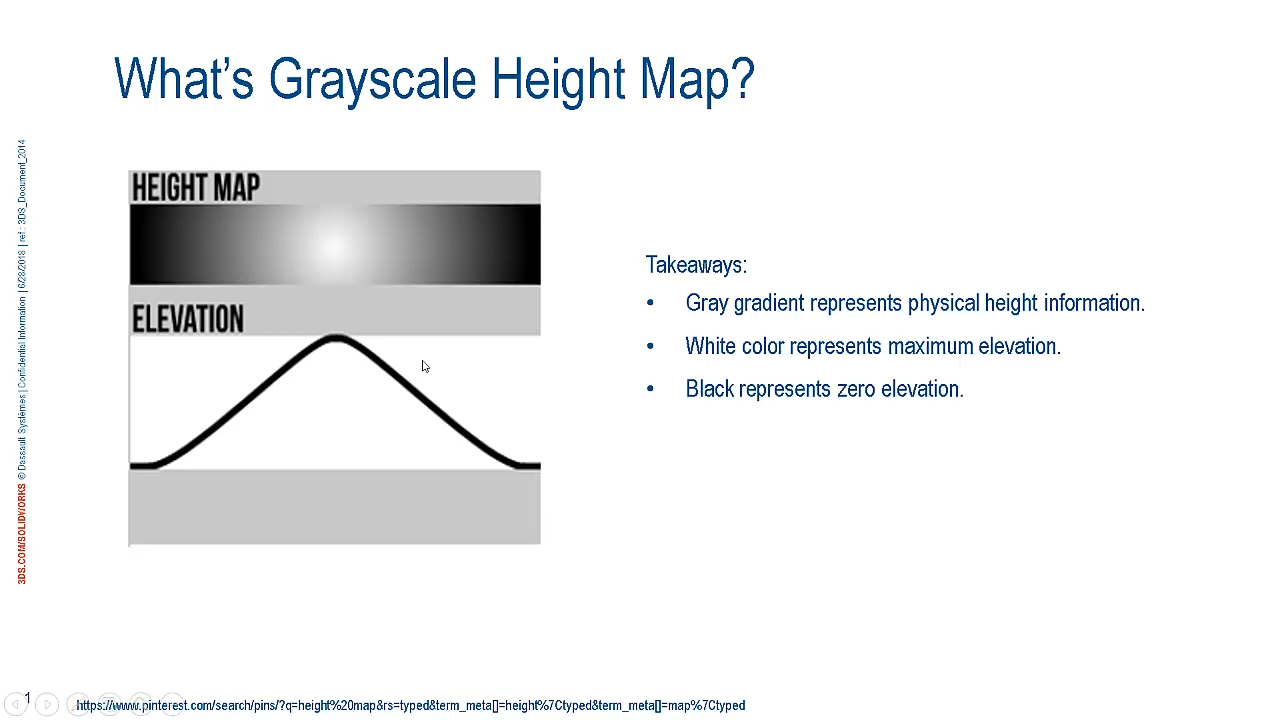 What's Grayscale Height Map?
3DS.COM/SOLIDWORKS © Dassault Systèmes | Confidential Information | 6/28/2018 | ref.: 3DS_Document_2014
HEIGHT MAP
ELEVATION
Takeaways:
• Gray gradient represents physical height information.
• White color represents maximum elevation.
• Black represents zero elevation.
1
https://www.pinterest.com/search/pins/?q=height%20map&rs=typed&term_meta[]=height%7Ctyped&term_meta[]=map%7Ctyped